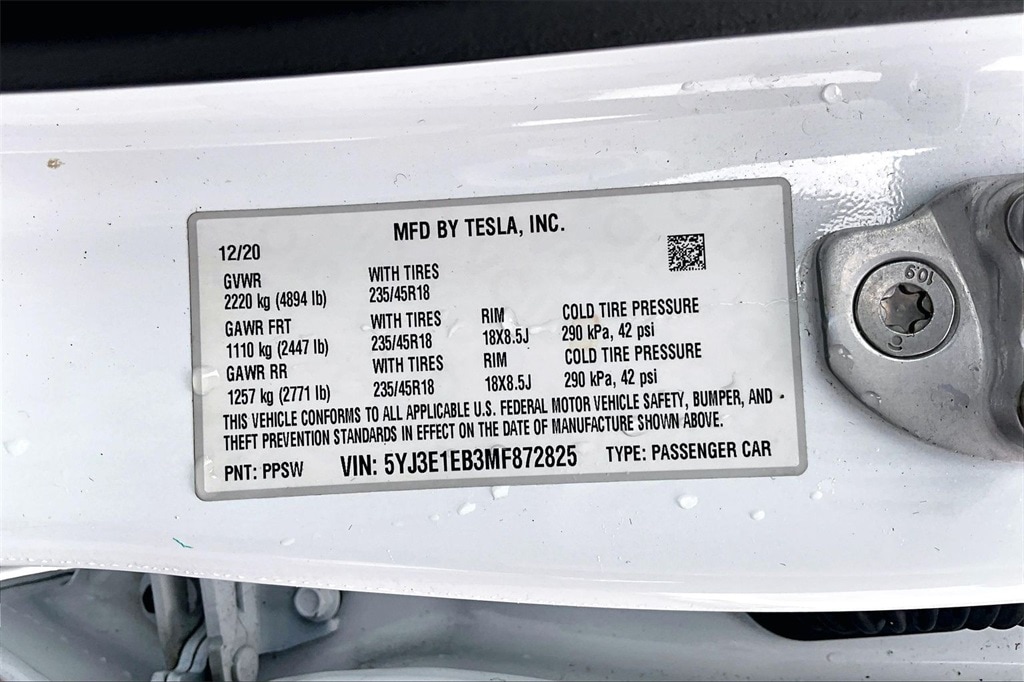 MFD BY TESLA, INC.
12/20
GVWR WITH TIRES
2220 kg (4894 lb) 235/45R18
GAWR FRT WITH TIRES RIM COLD TIRE PRESSURE
1110 kg (2447 lb) 235/45R18 18X8.5J 290 kPa, 42 psi
GAWR RR WITH TIRES RIM COLD TIRE PRESSURE
1257 kg (2771 lb) 235/45R18 18X8.5J 290 kPa, 42 psi
THIS VEHICLE CONFORMS TO ALL APPLICABLE U.S. FEDERAL MOTOR VEHICLE SAFETY, BUMPER, AND
THEFT PREVENTION STANDARDS IN EFFECT ON THE DATE OF MANUFACTURE SHOWN ABOVE.
PNT: PPSW VIN: 5YJ3E1EB3MF872825 TYPE: PASSENGER CAR
10.9